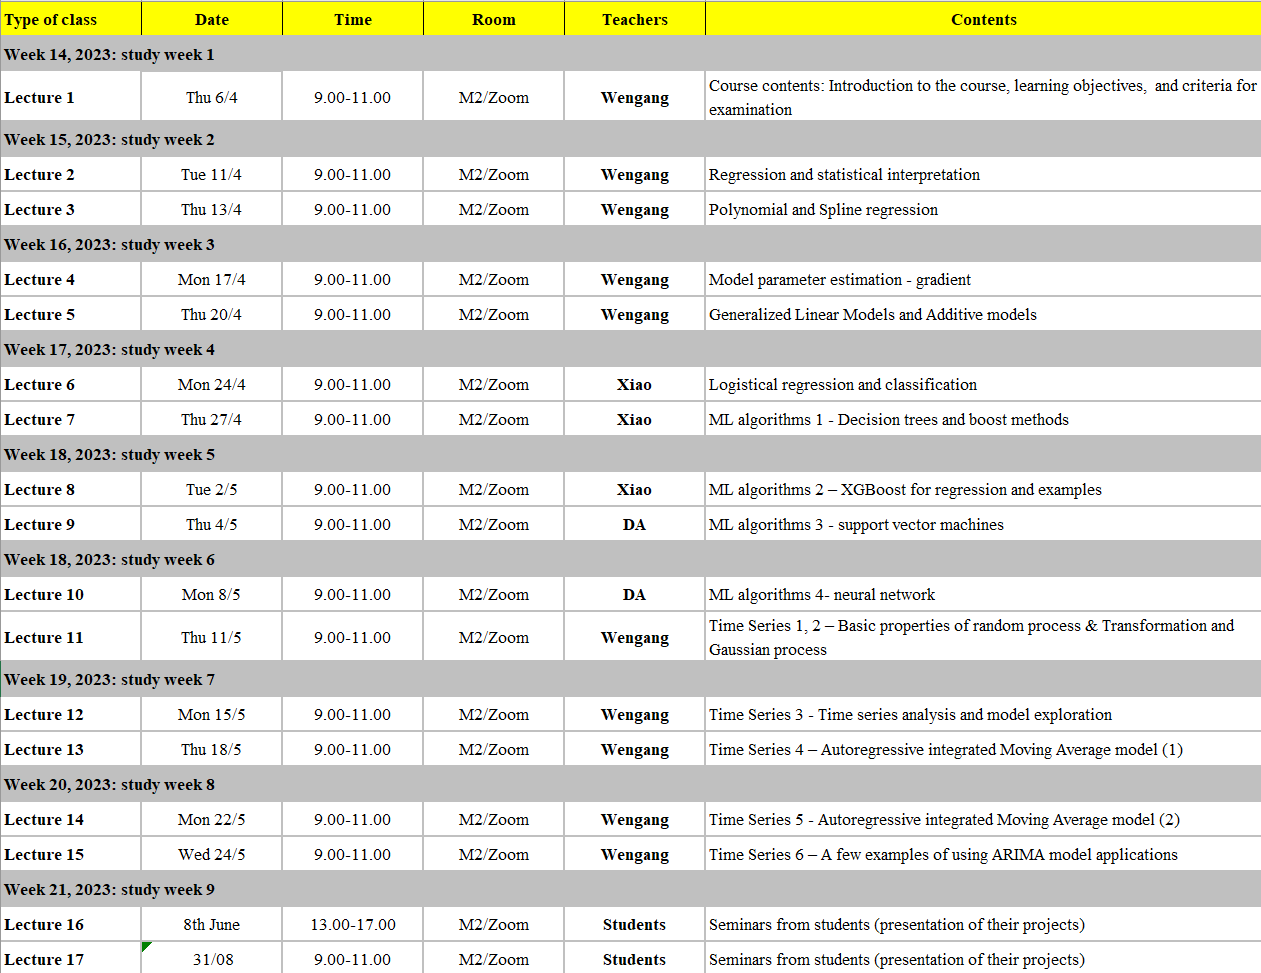 Type of class Date Time Room Teachers Contents
Week 14, 2023: study week 1
Lecture 1 Thu 6/4 9.00-11.00 M2/Zoom Wengang Course contents: Introduction to the course, learning objectives, and criteria for
examination
Week 15, 2023: study week 2
Lecture 2 Tue 11/4 9.00-11.00 M2/Zoom Wengang Regression and statistical interpretation
Lecture 3 Thu 13/4 9.00-11.00 M2/Zoom Wengang Polynomial and Spline regression
Week 16, 2023: study week 3
Lecture 4 Mon 17/4 9.00-11.00 M2/Zoom Wengang Model parameter estimation - gradient
Lecture 5 Thu 20/4 9.00-11.00 M2/Zoom Wengang Generalized Linear Models and Additive models
Week 17, 2023: study week 4
Lecture 6 Mon 24/4 9.00-11.00 M2/Zoom Xiao Logistical regression and classification
Lecture 7 Thu 27/4 9.00-11.00 M2/Zoom Xiao ML algorithms 1 - Decision trees and boost methods
Week 18, 2023: study week 5
Lecture 8 Tue 2/5 9.00-11.00 M2/Zoom Xiao ML algorithms 2 – XGBoost for regression and examples
Lecture 9 Thu 4/5 9.00-11.00 M2/Zoom DA ML algorithms 3 - support vector machines
Week 18, 2023: study week 6
Lecture 10 Mon 8/5 9.00-11.00 M2/Zoom DA ML algorithms 4- neural network
Lecture 11 Thu 11/5 9.00-11.00 M2/Zoom Wengang Time Series 1, 2 – Basic properties of random process & Transformation and
Gaussian process
Week 19, 2023: study week 7
Lecture 12 Mon 15/5 9.00-11.00 M2/Zoom Wengang Time Series 3 - Time series analysis and model exploration
Lecture 13 Thu 18/5 9.00-11.00 M2/Zoom Wengang Time Series 4 – Autoregressive integrated Moving Average model (1)
Week 20, 2023: study week 8
Lecture 14 Mon 22/5 9.00-11.00 M2/Zoom Wengang Time Series 5 - Autoregressive integrated Moving Average model (2)
Lecture 15 Wed 24/5 9.00-11.00 M2/Zoom Wengang Time Series 6 – A few examples of using ARIMA model applications
Week 21, 2023: study week 9
Lecture 16 8th June 13.00-17.00 M2/Zoom Students Seminars from students (presentation of their projects)
Lecture 17 31/08 9.00-11.00 M2/Zoom Students Seminars from students (presentation of their projects)